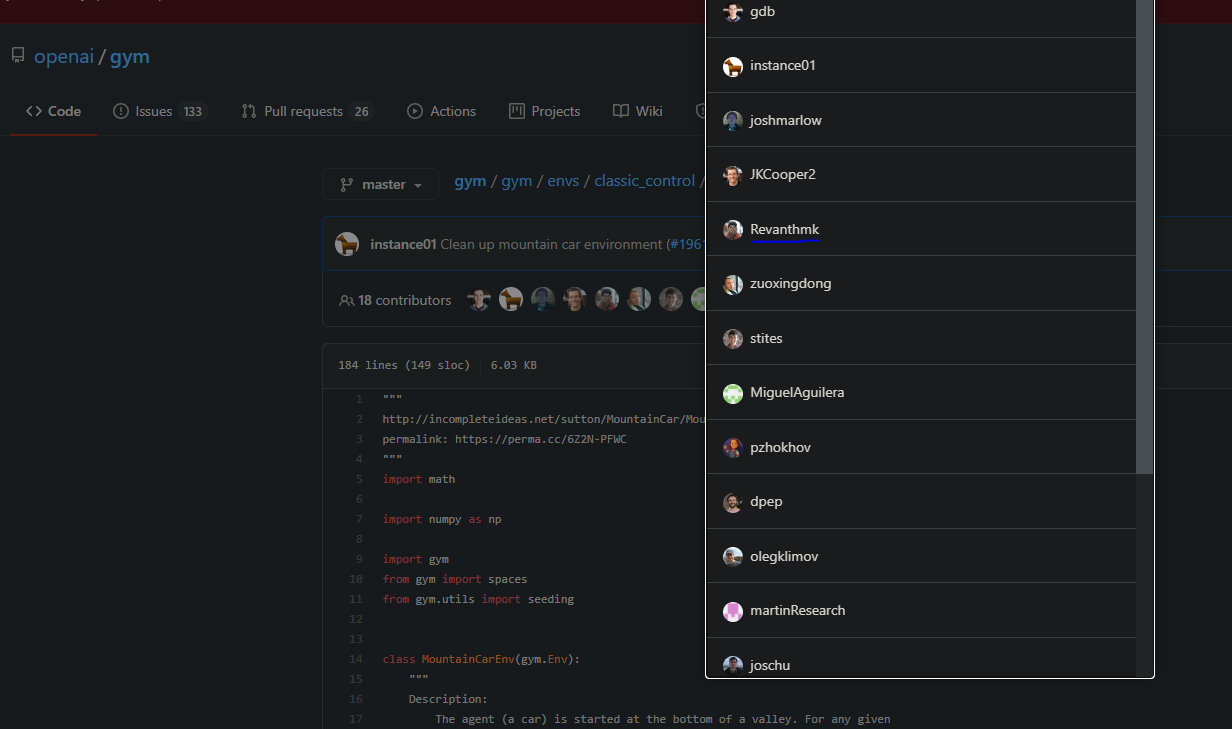 openai / gym
Code
Issues 133
Pull requests 26
Actions
Projects
Wiki
master
gym / gym / envs / classic_control /
instance01 Clean up mountain car environment (#1961
18 contributors
184 lines (149 sloc) 6.03 KB
1 """
2 http://incompleteideas.net/sutton/MountainCar/Mou
3 permalink: https://perma.cc/6Z2N-PFWC
4 """
5 import math
6
7 import numpy as np
8
9 import gym
10 from gym import spaces
11 from gym.utils import seeding
12
13
14 class MountainCarEnv(gym.Env):
15 """
16 Description:
17 The agent (a car) is started at the bottom of a valley. For any given
gdb
instance01
joshmarlow
JKCooper2
Revanthmk
zuoxingdong
stites
MiguelAguilera
pzhokhov
dpep
olegklimov
martinResearch
joschu